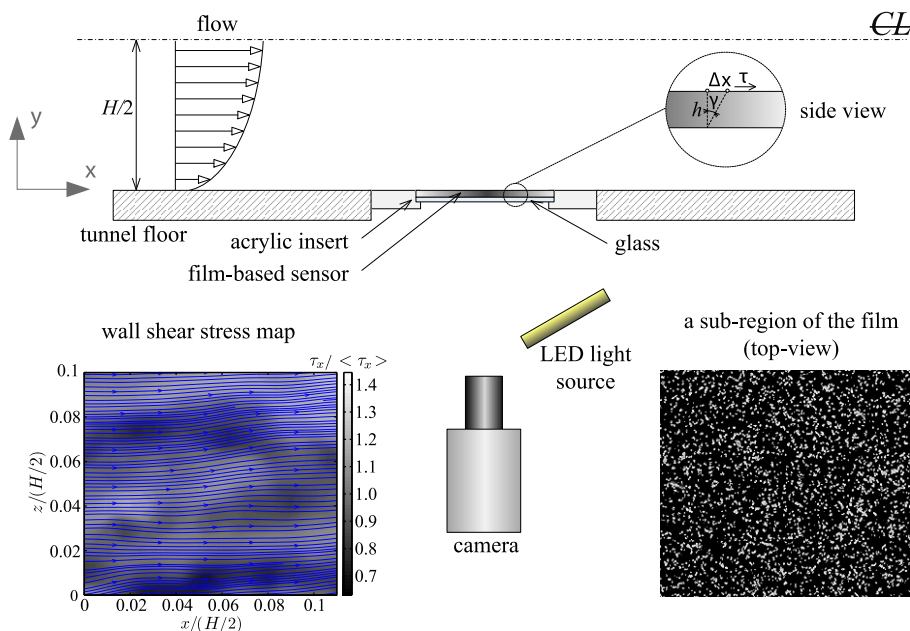 flow
CL
H/2
y
x
Δx
τ
γ
h
side view
tunnel floor
acrylic insert
film-based sensor
glass
wall shear stress map
τx/ < τx >
0.1
0.08
0.06
0.04
0.02
0
z/(H/2)
0
0.02
0.04
0.06
0.08
0.1
x/(H/2)
1.4
1.3
1.2
1.1
1.0
0.9
0.8
0.7
LED light
source
camera
a sub-region of the film
(top-view)